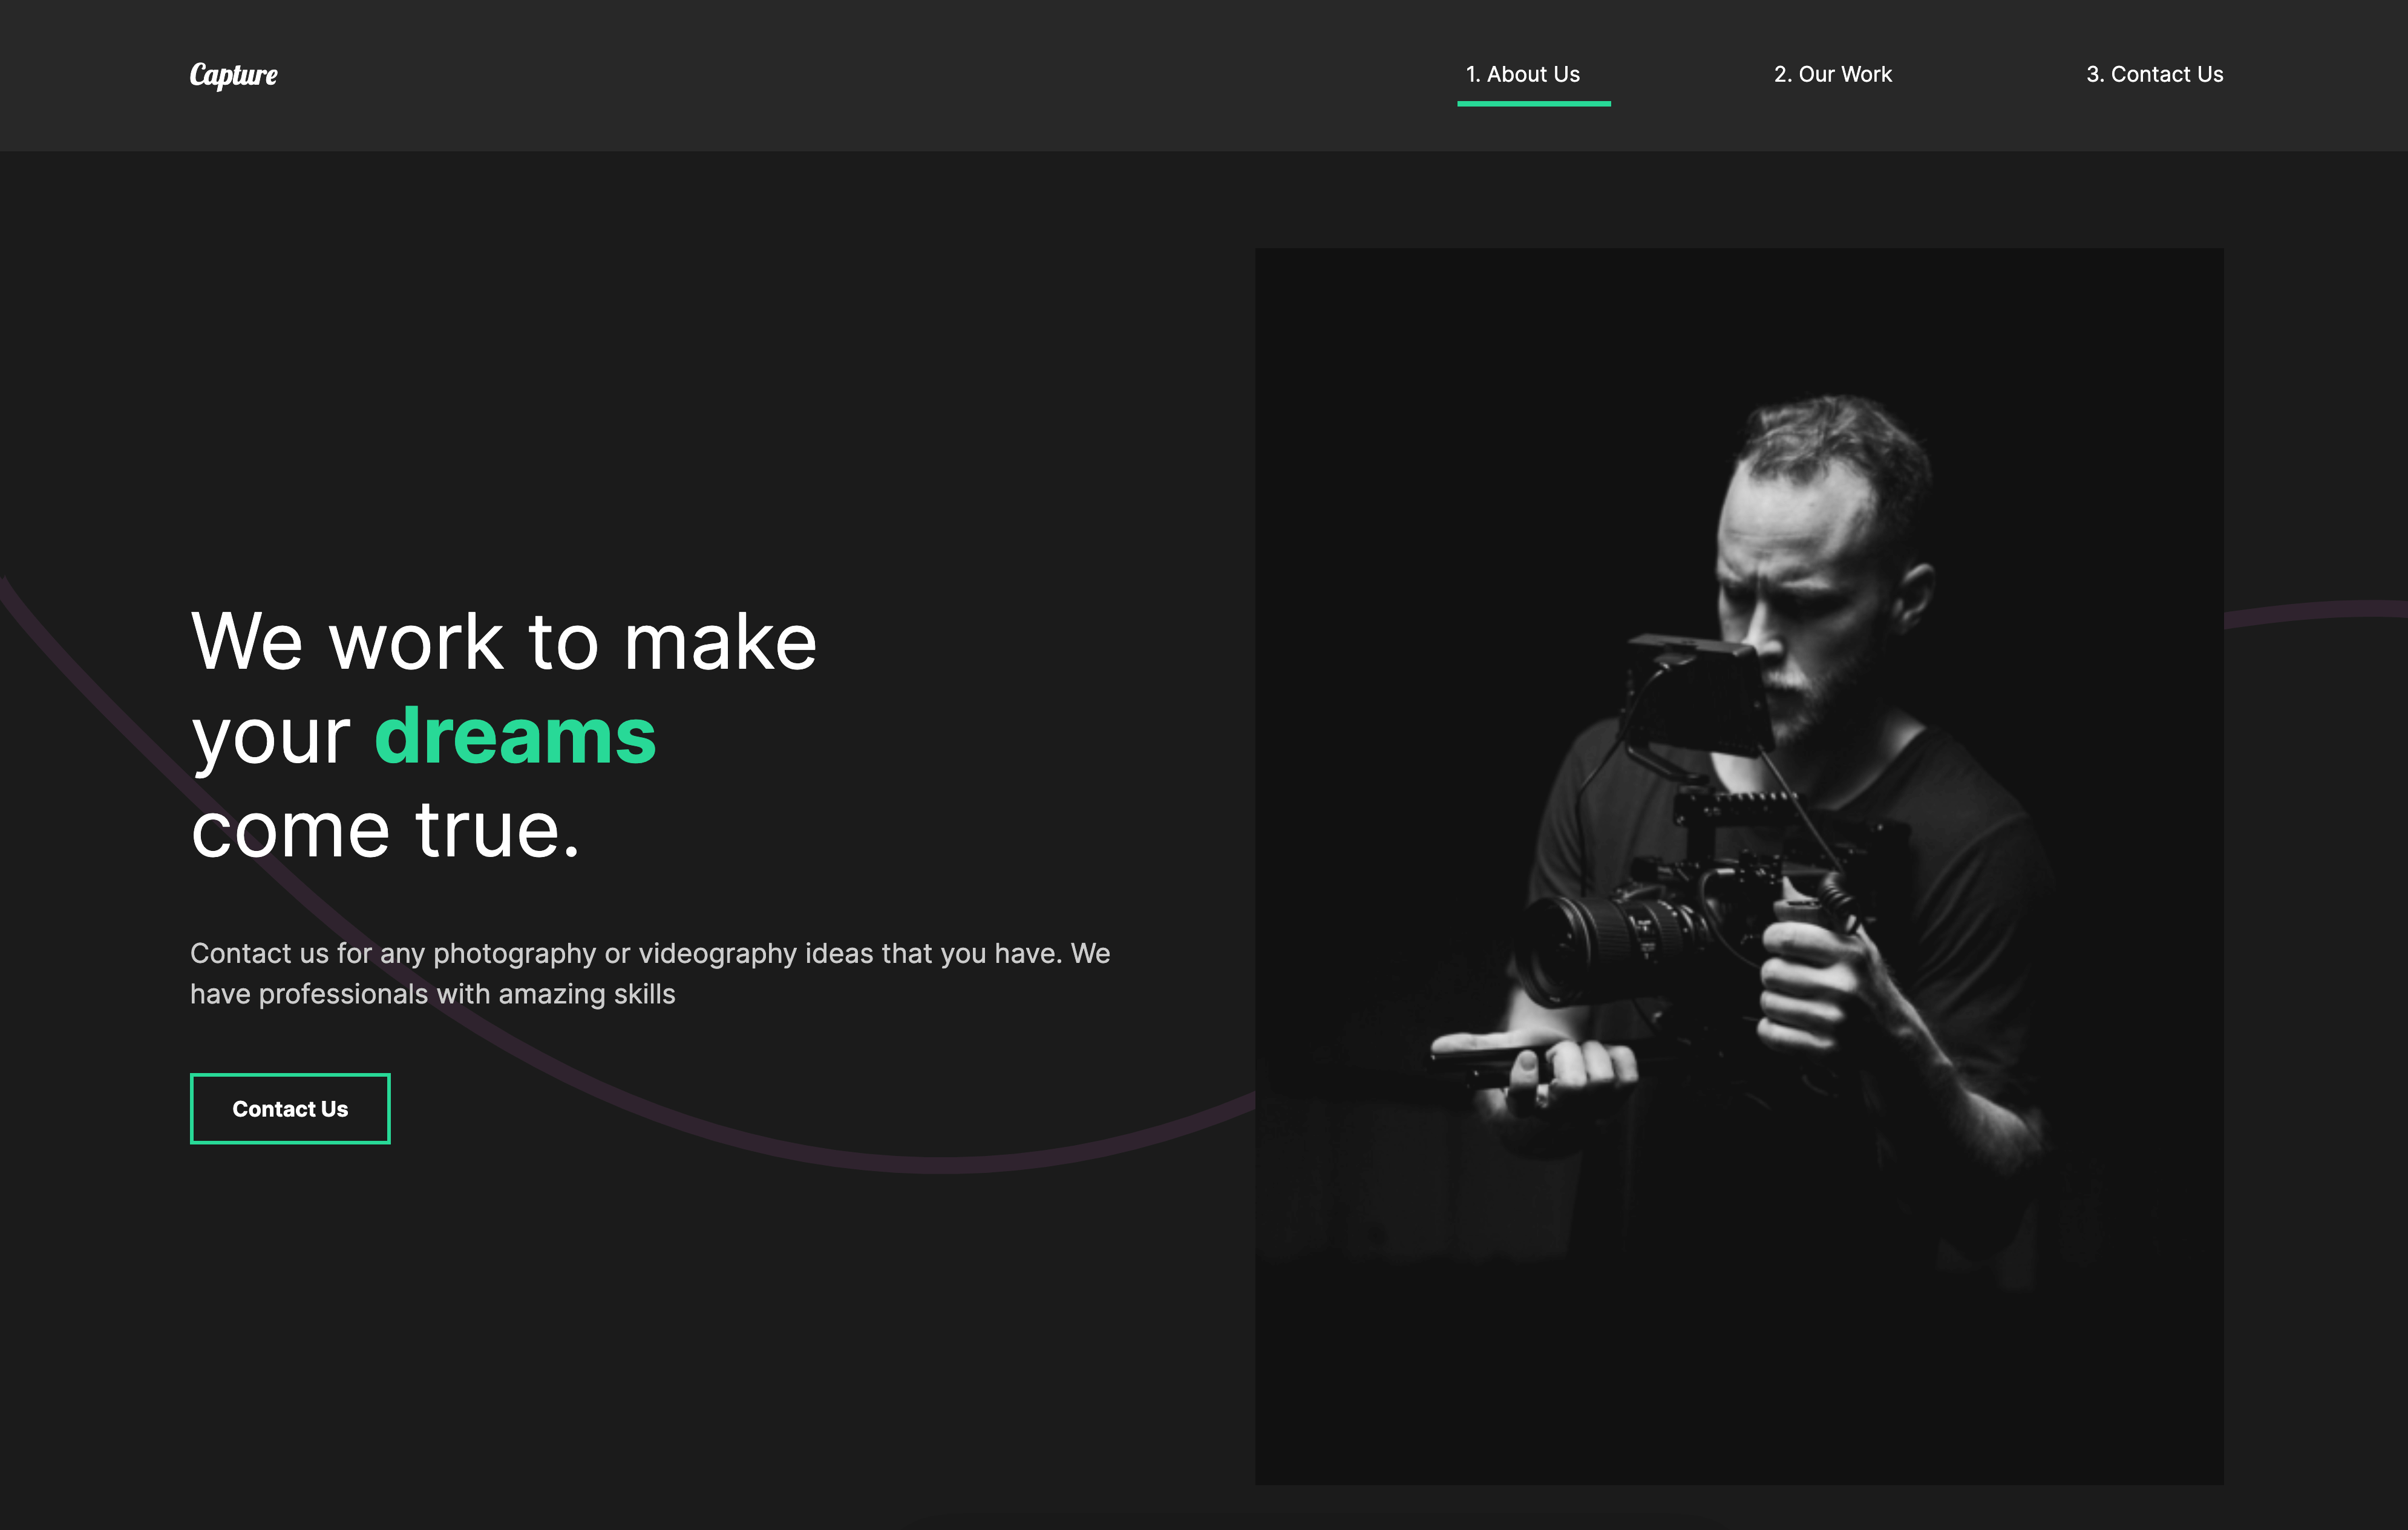 Capture
1. About Us
2. Our Work
3. Contact Us
We work to make
your dreams
come true.
Contact us for any photography or videography ideas that you have. We
have professionals with amazing skills
Contact Us